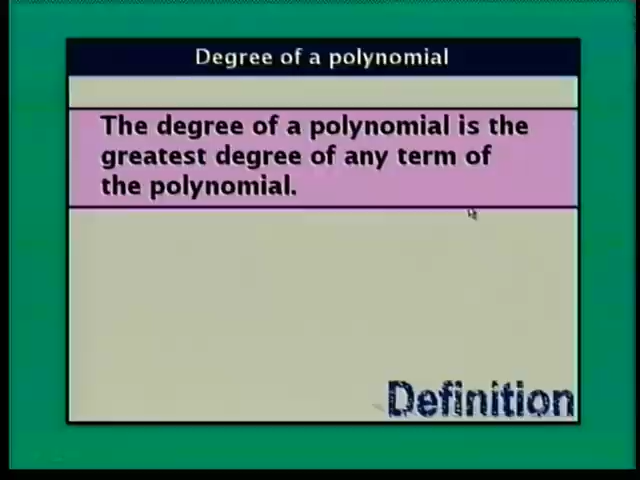 Degree of a polynomial
The degree of a polynomial is the
greatest degree of any term of
the polynomial.
Definition